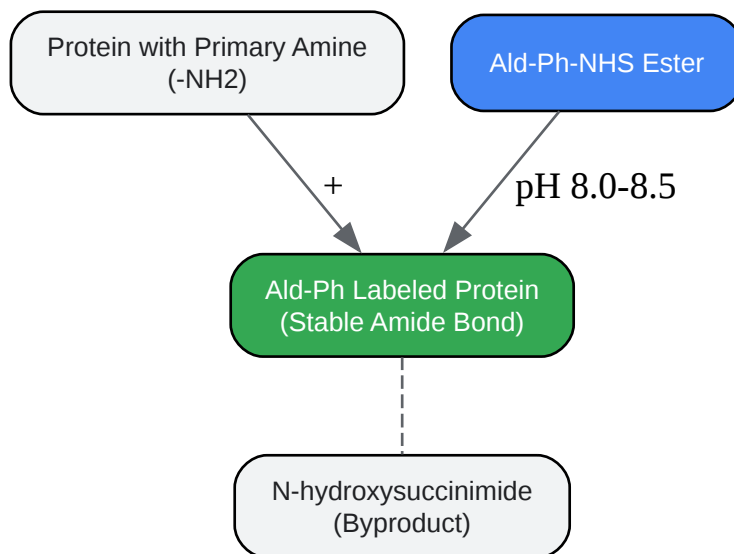 Protein with Primary Amine
(-NH2)
Ald-Ph-NHS Ester
+
pH 8.0-8.5
Ald-Ph Labeled Protein
(Stable Amide Bond)
N-hydroxysuccinimide
(Byproduct)